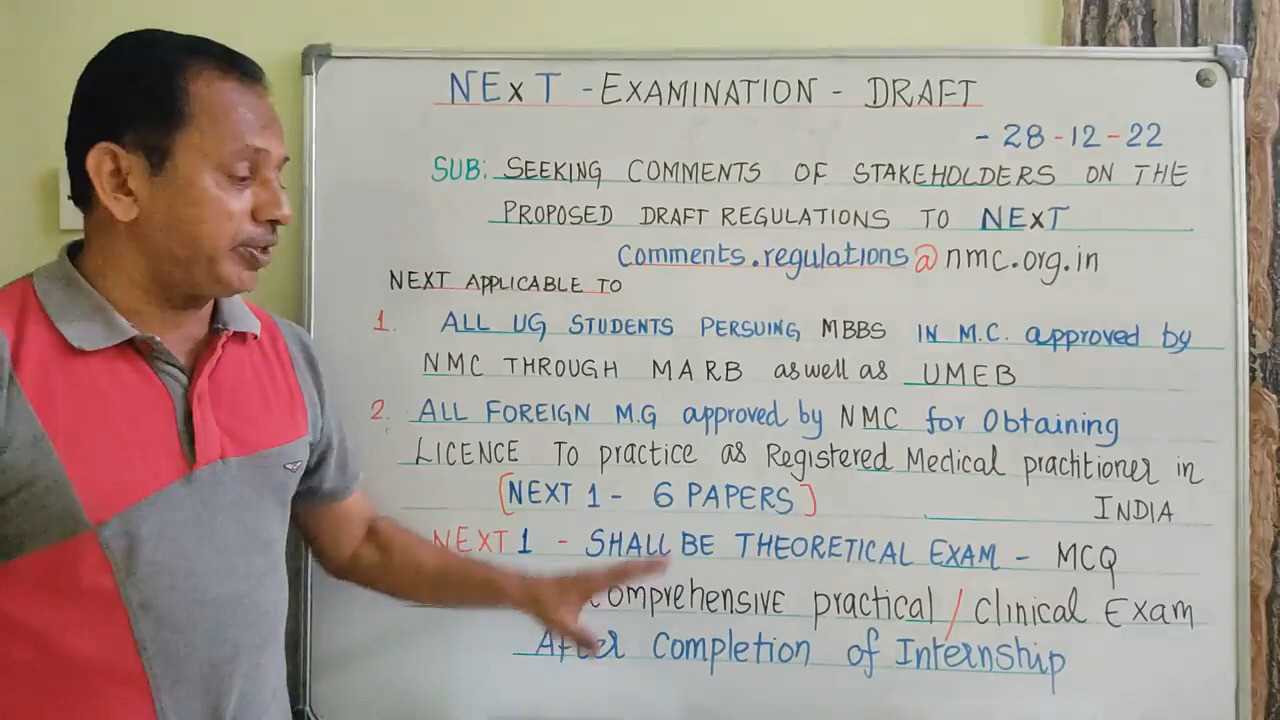 NExT - EXAMINATION - DRAFT
- 28-12-22
SUB: SEEKING COMMENTS OF STAKEHOLDERS ON THE
PROPOSED DRAFT REGULATIONS TO NExT
comments.regulations@nmc.org.in
NEXT APPLICABLE TO
1. ALL UG STUDENTS PERSUING MBBS IN M.C. approved by
NMC THROUGH MARB as well as UMEB
2. ALL FOREIGN M.G approved by NMC for Obtaining
LICENCE To practice as Registered Medical practitioner in
INDIA
[NEXT 1 - 6 PAPERS]
NEXT 1 - SHALL BE THEORETICAL EXAM - MCQ
Comprehensive practical / Clinical Exam
After Completion of Internship